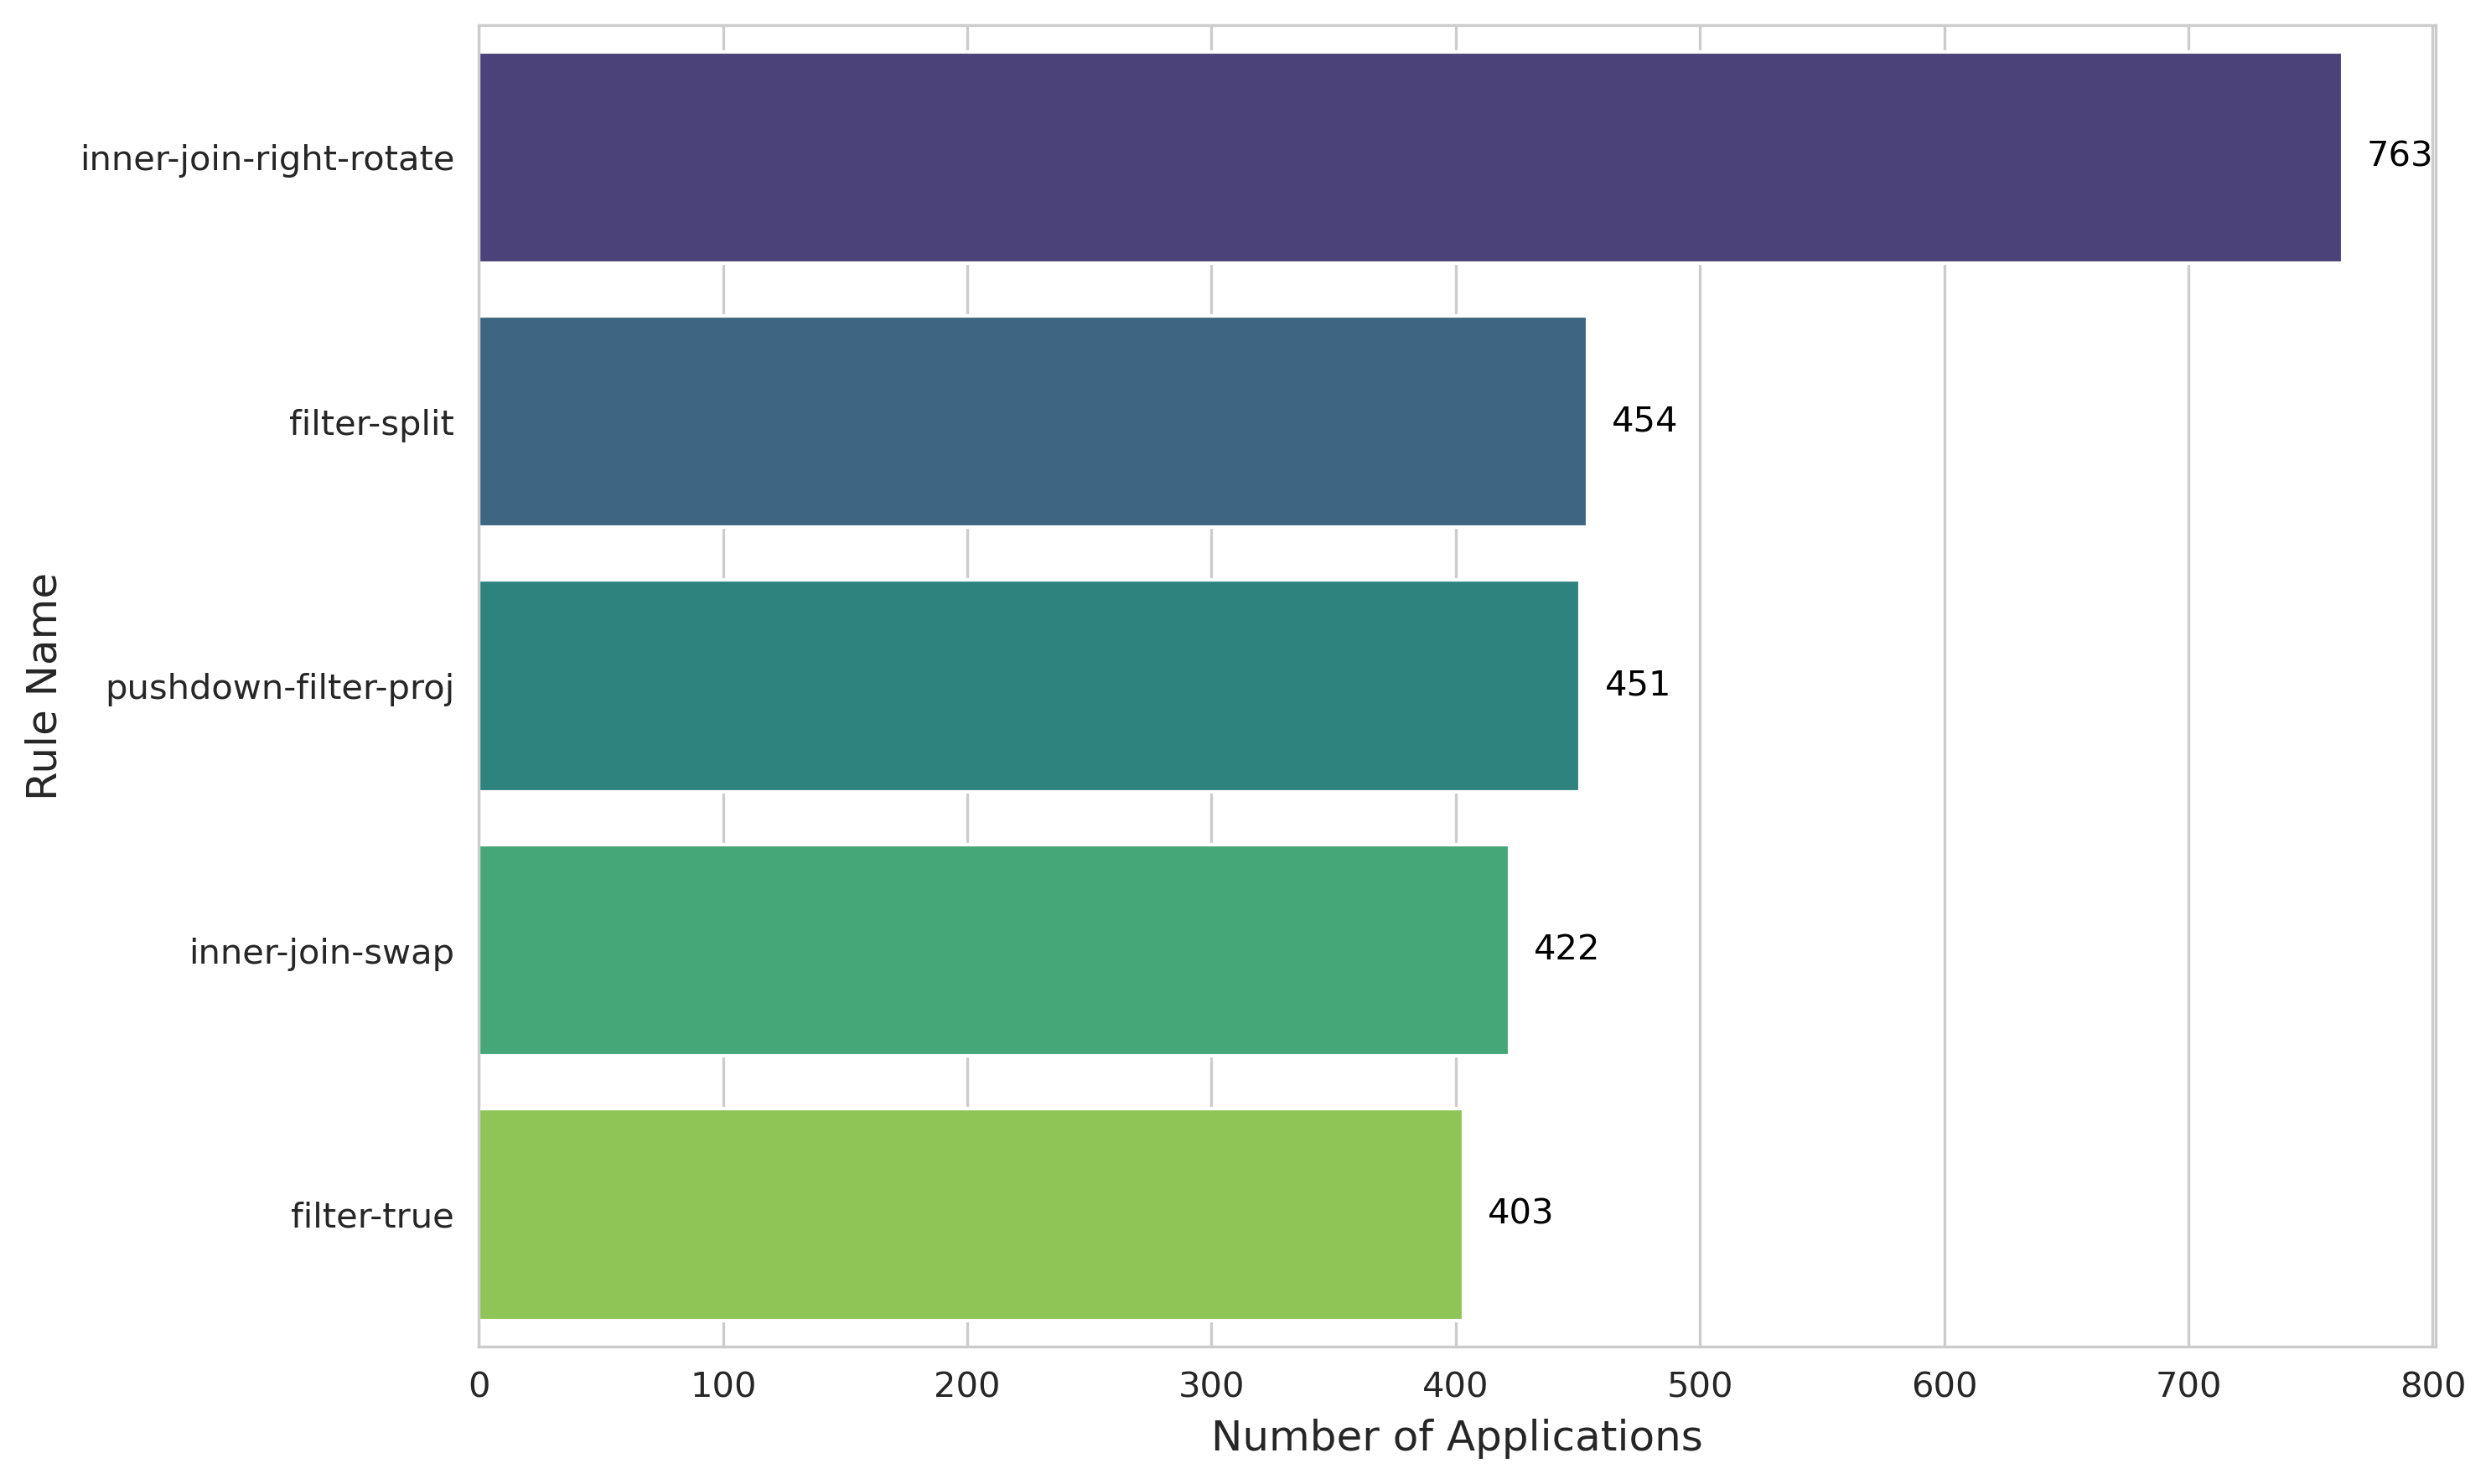 inner-join-right-rotate
763
filter-split
454
Rule Name
pushdown-filter-proj
451
inner-join-swap
422
filter-true
403
0 100 200 300 400 500 600 700 800
Number of Applications